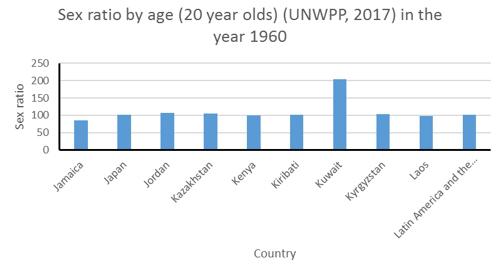 Sex ratio by age (20 year olds) (UNWPP, 2017) in the
year 1960
250
200
150
100
50
0
Sex ratio
Jamaica
Japan
Jordan
Kazakhstan
Kenya
Kiribati
Kuwait
Kyrgyzstan
Laos
Latin America and the...
Country